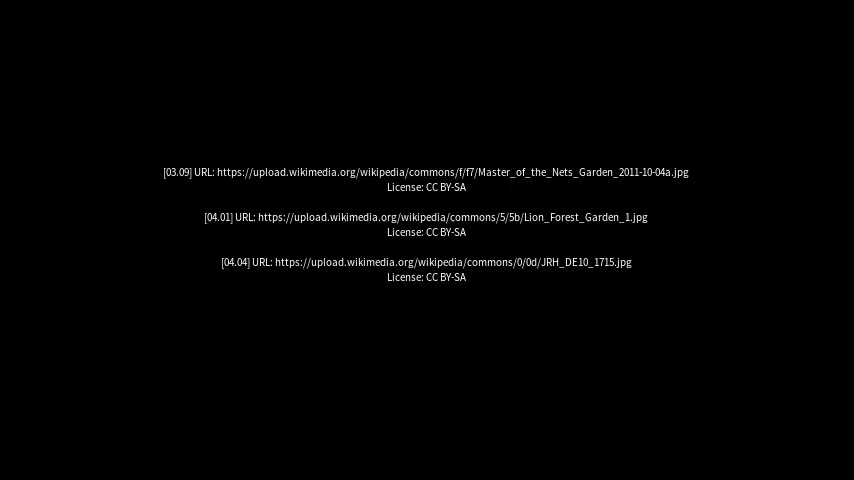 [03.09] URL: https://upload.wikimedia.org/wikipedia/commons/f/f7/Master_of_the_Nets_Garden_2011-10-04a.jpg
License: CC BY-SA
[04.01] URL: https://upload.wikimedia.org/wikipedia/commons/5/5b/Lion_Forest_Garden_1.jpg
License: CC BY-SA
[04.04] URL: https://upload.wikimedia.org/wikipedia/commons/0/0d/JRH_DE10_1715.jpg
License: CC BY-SA